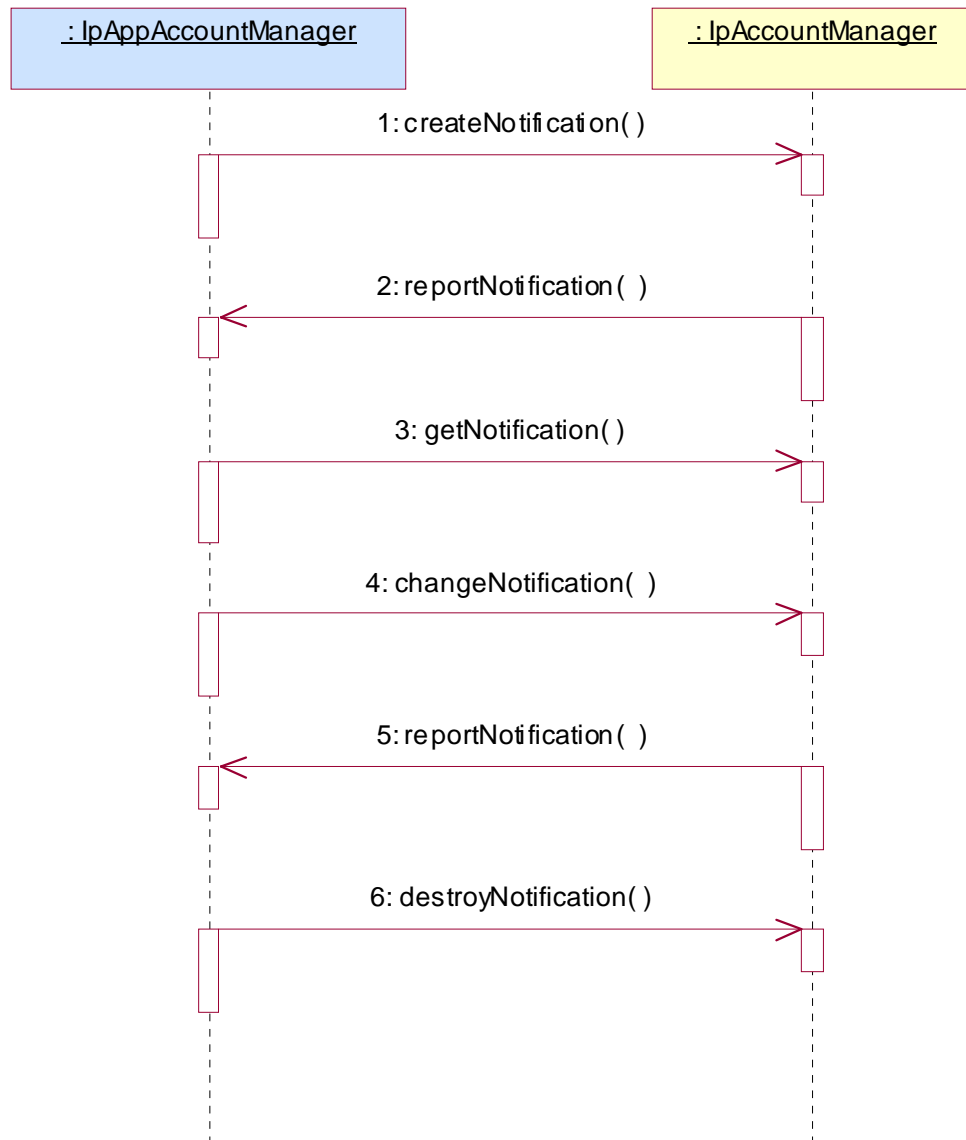 : IpAppAccountManager
: IpAccountManager
1: createNotification( )
2: reportNotification( )
3: getNotification( )
4: changeNotification( )
5: reportNotification( )
6: destroyNotification( )